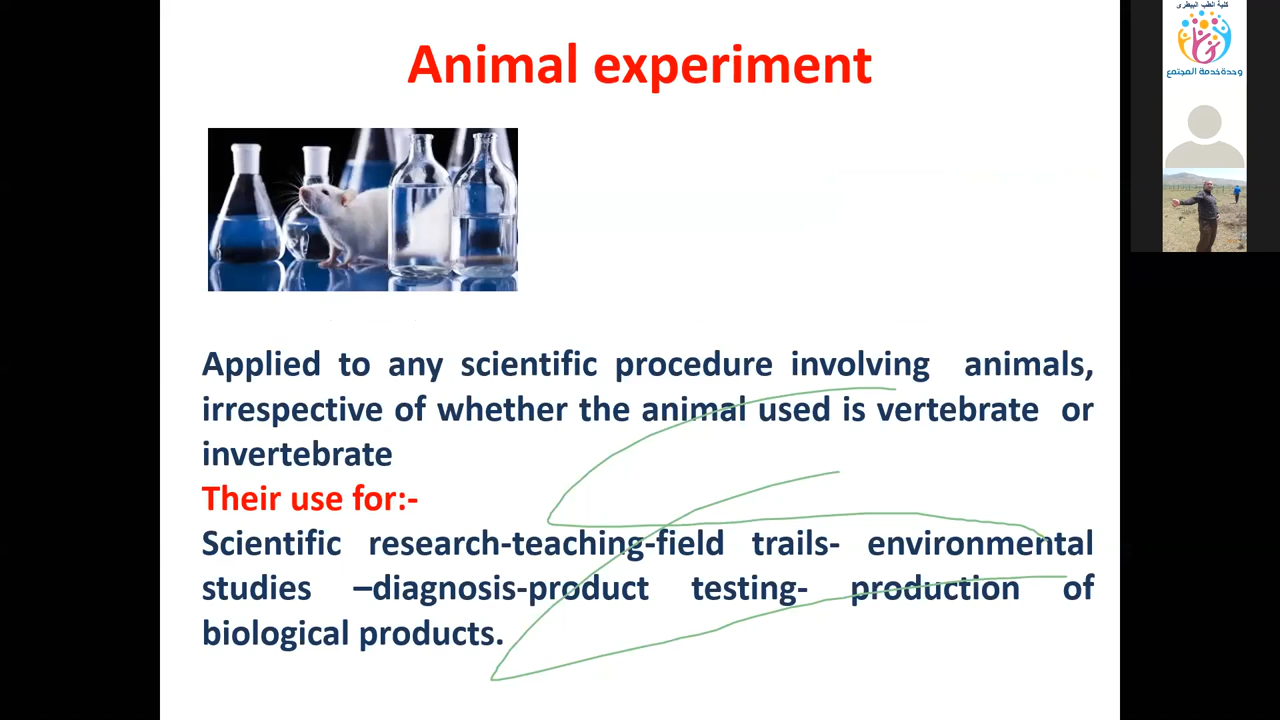 Animal experiment
Applied to any scientific procedure involving animals,
irrespective of whether the animal used is vertebrate or
invertebrate
Their use for:-
Scientific research-teaching-field trails- environmental
studies –diagnosis-product testing- production of
biological products.
كلية الطب البيطرى
وحدة خدمة المجتمع